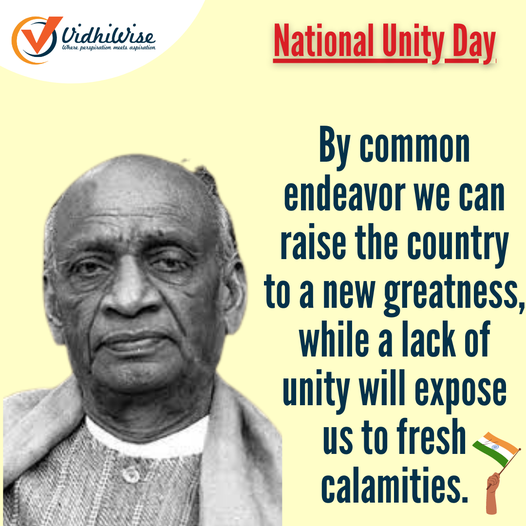 VidhiWise
Where perspiration meets aspiration
National Unity Day
By common
endeavor we can
raise the country
to a new greatness,
while a lack of
unity will expose
us to fresh
calamities.